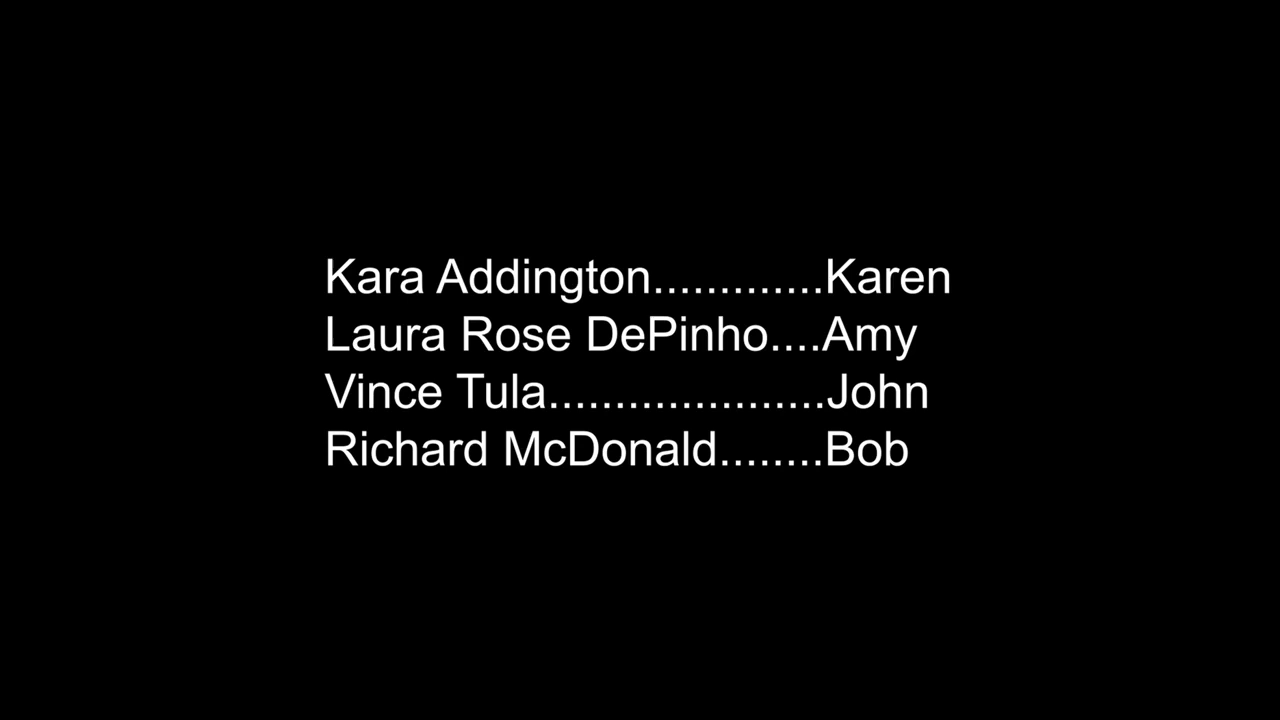 Kara Addington.............Karen
Laura Rose DePinho....Amy
Vince Tula.....................John
Richard McDonald........Bob